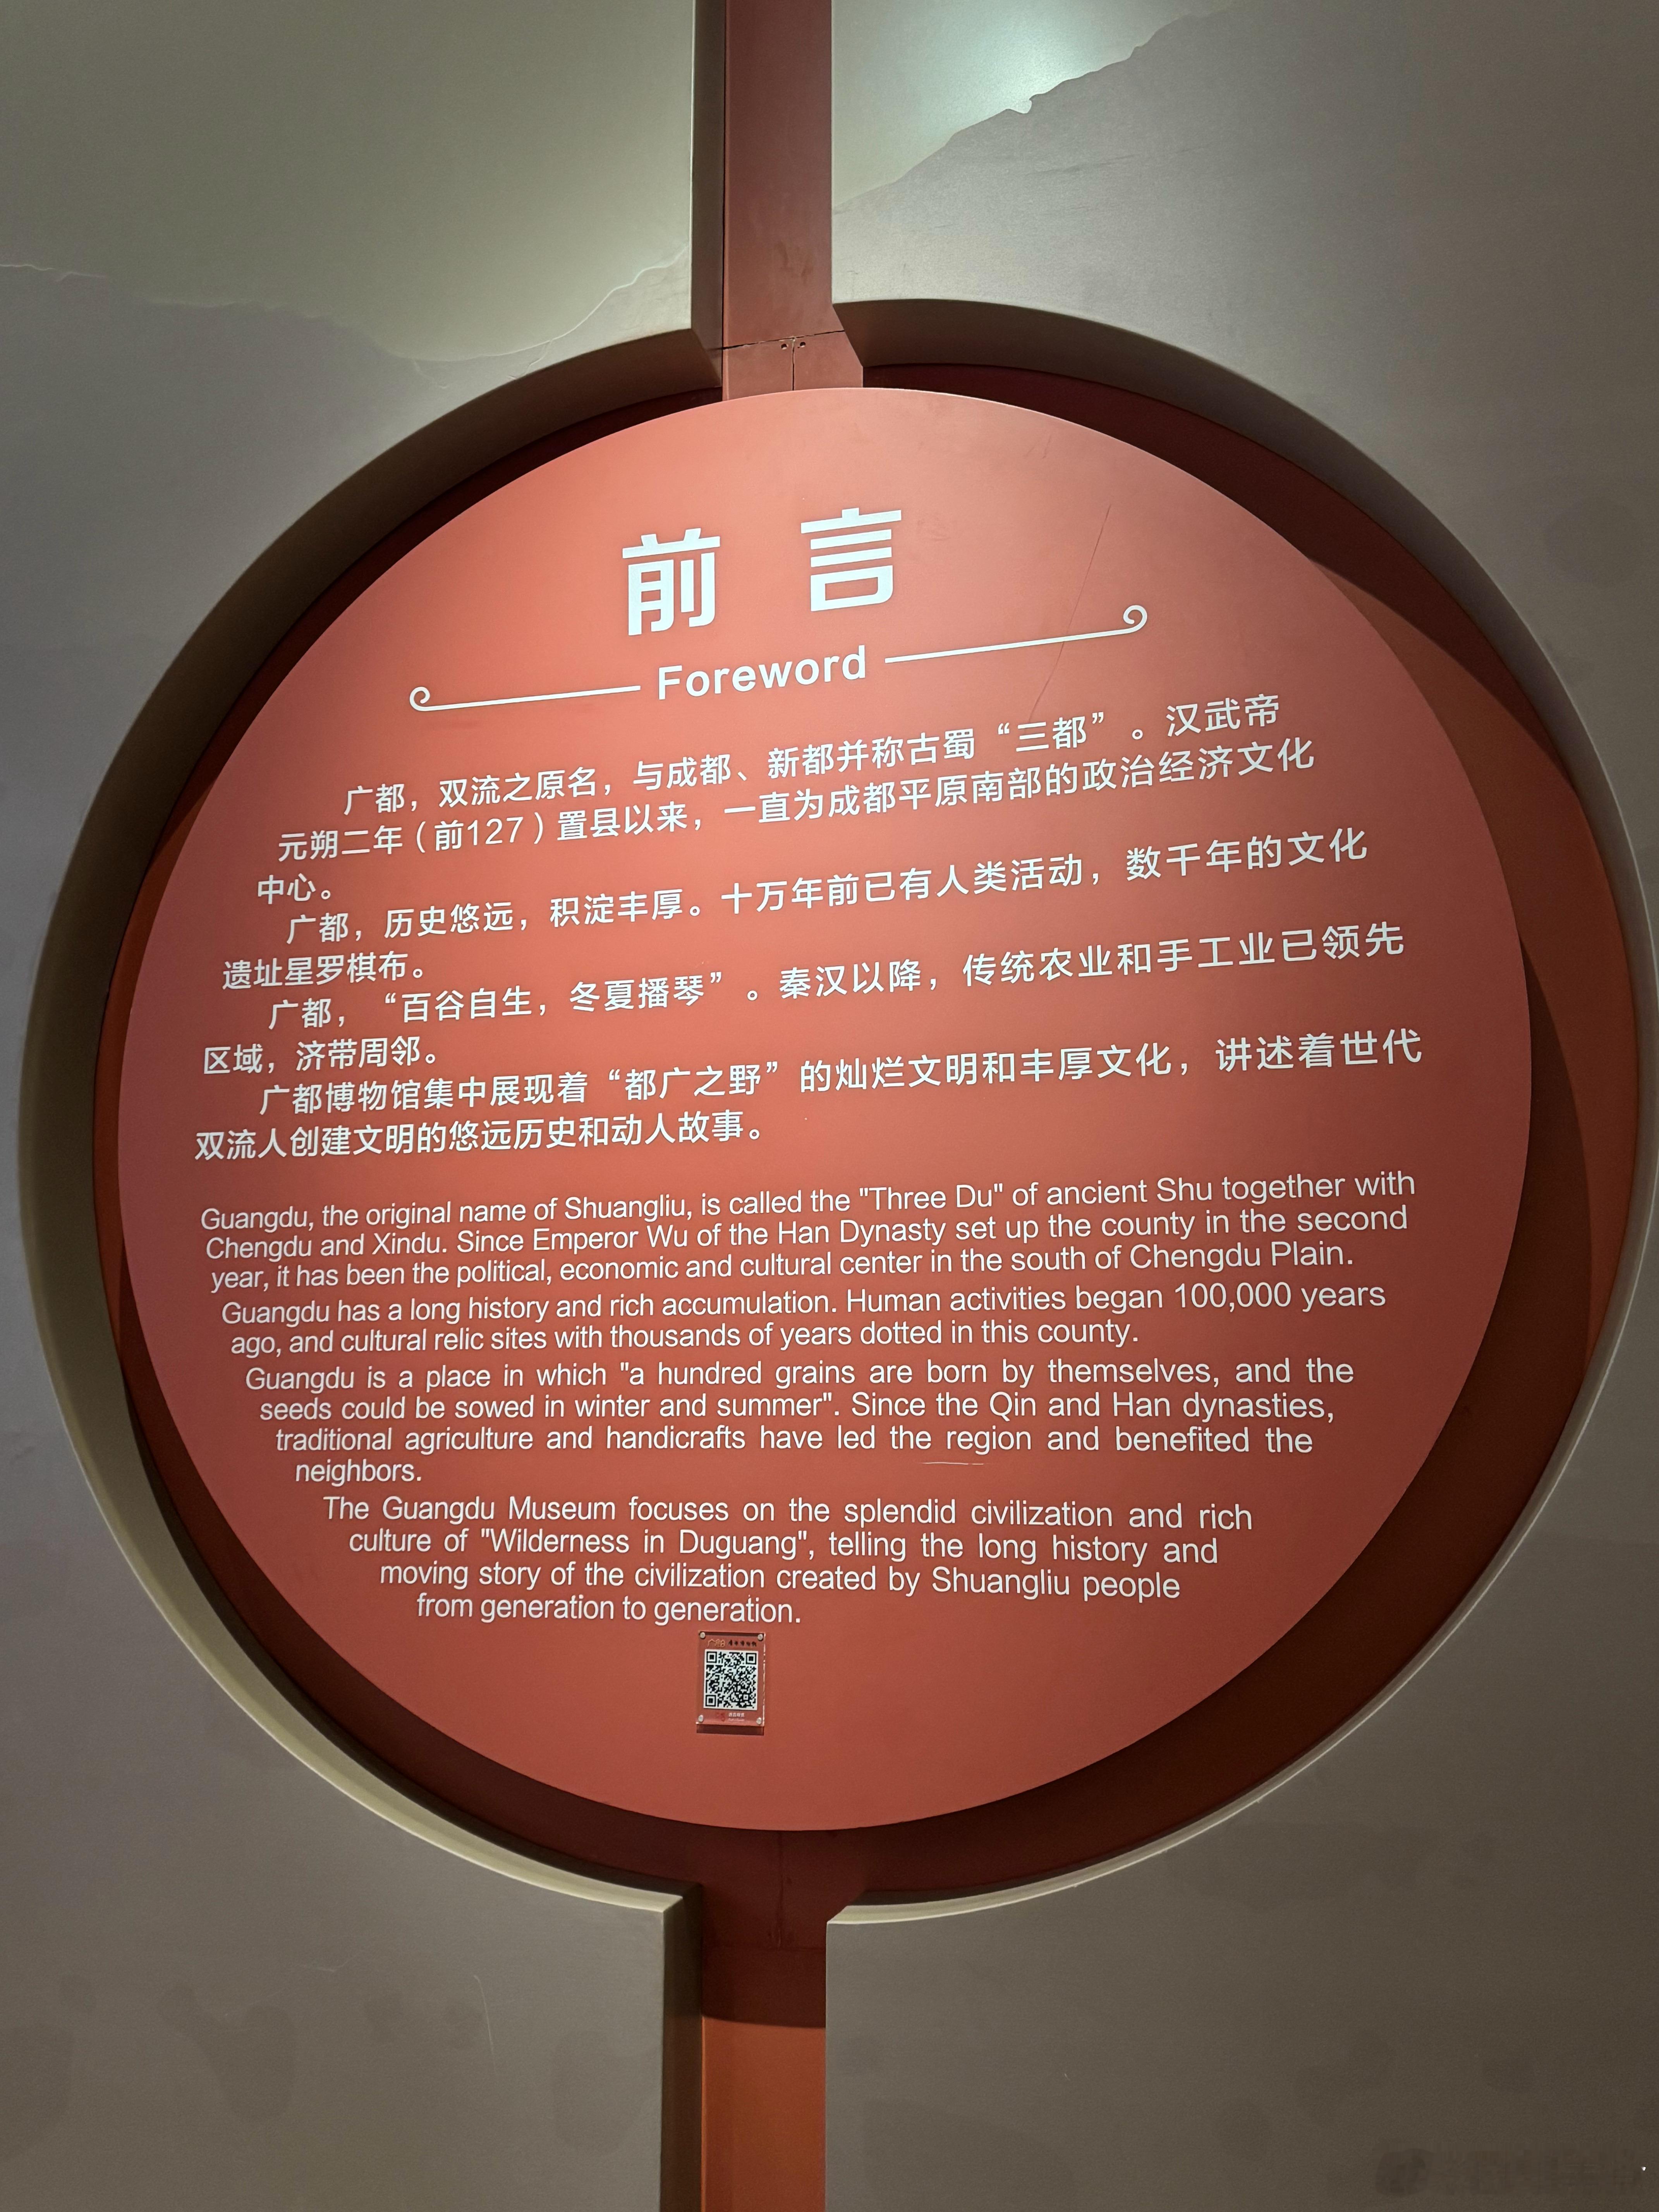 前言
Foreword
广都，双流之原名，与成都、新都并称古蜀“三都”。汉武帝
元朔二年（前127）置县以来，一直为成都平原南部的政治经济文化
中心。
广都，历史悠远，积淀丰厚。十万年前已有人类活动，数千年的文化
遗址星罗棋布。
广都，“百谷自生，冬夏播琴”。秦汉以降，传统农业和手工业已领先
区域，济带周邻。
广都博物馆集中展现着“都广之野”的灿烂文明和丰厚文化，讲述着世代
双流人创建文明的悠远历史和动人故事。
Guangdu, the original name of Shuangliu, is called the "Three Du" of ancient Shu together with
Chengdu and Xindu. Since Emperor Wu of the Han Dynasty set up the county in the second
year, it has been the political, economic and cultural center in the south of Chengdu Plain.
Guangdu has a long history and rich accumulation. Human activities began 100,000 years
ago, and cultural relic sites with thousands of years dotted in this county.
Guangdu is a place in which "a hundred grains are born by themselves, and the
seeds could be sowed in winter and summer". Since the Qin and Han dynasties,
traditional agriculture and handicrafts have led the region and benefited the
neighbors.
The Guangdu Museum focuses on the splendid civilization and rich
culture of "Wilderness in Duguang", telling the long history and
moving story of the civilization created by Shuangliu people
from generation to generation.